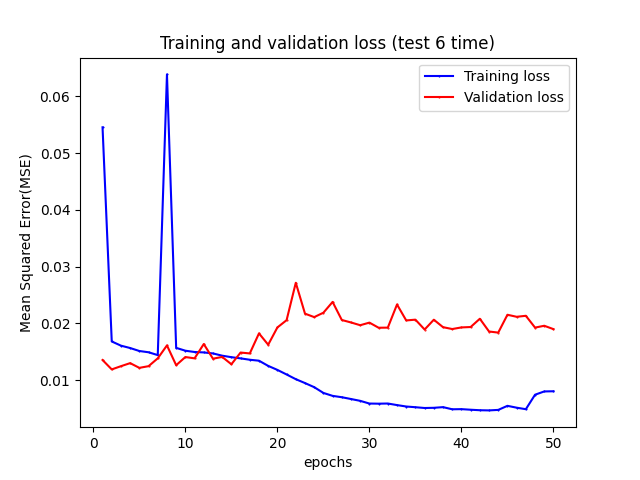 Training and validation loss (test 6 time)
Training loss
Validation loss
Mean Squared Error(MSE)
0.06
0.05
0.04
0.03
0.02
0.01
0 10 20 30 40 50
epochs